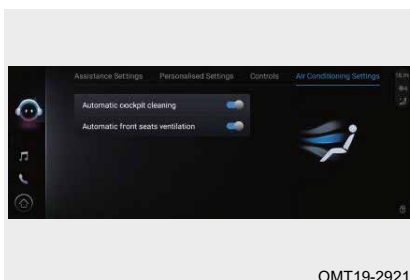 Assistance Settings Personalised Settings Controls Air Conditioning Settings
Automatic cockpit cleaning
Automatic front seats ventilation
OMT19-2921